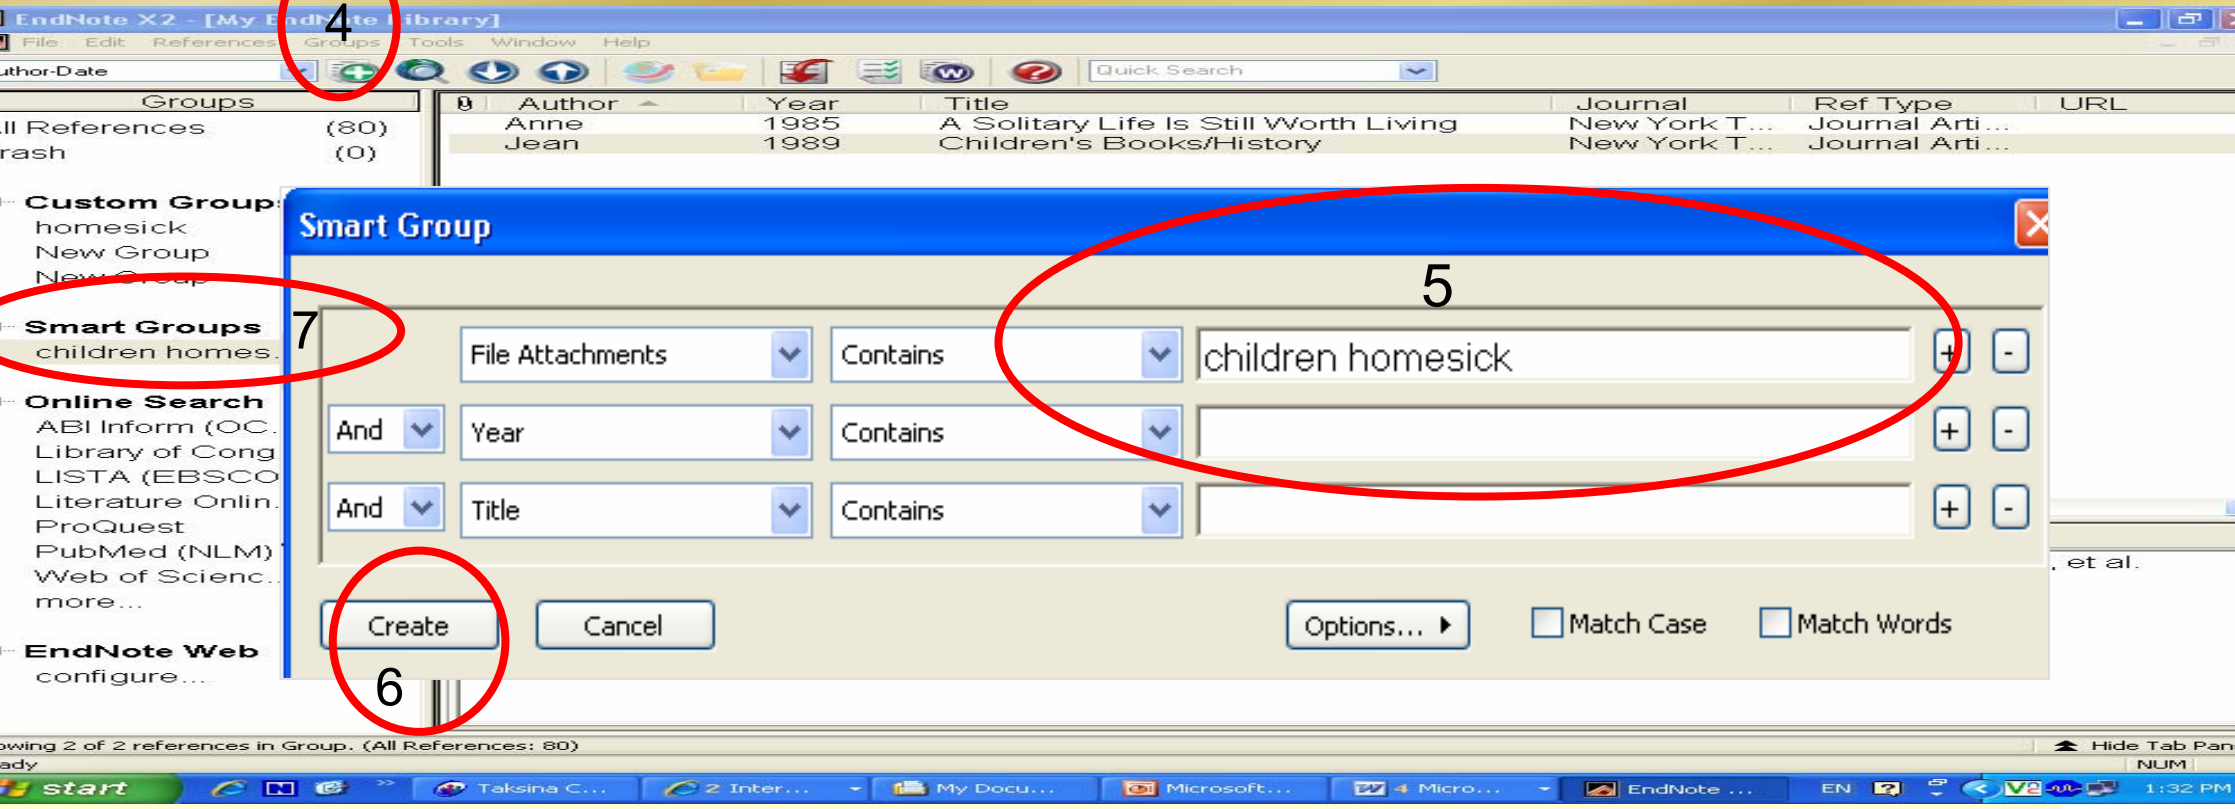 EndNote X2 - [My EndNote Library]
4
File Edit References Groups Tools Window Help
uthor-Date
Quick Search
Groups
Author Year Title Journal Ref Type URL
ll References (80)
Anne 1985 A Solitary Life Is Still Worth Living New York T... Journal Arti...
rash (0)
Jean 1989 Children's Books/History New York T... Journal Arti...
Custom Group
homesick
New Group
New Group
Smart Groups
children homes.
7
Online Search
ABI Inform (OC.
Library of Cong
LISTA (EBSCO
Literature Onlin.
ProQuest
PubMed (NLM)
Web of Scienc..
more...
EndNote Web
configure...
Smart Group
5
File Attachments Contains children homesick + -
And Year Contains + -
And Title Contains + -
, et al.
Create Cancel Options... Match Case Match Words
6
owing 2 of 2 references in Group. (All References: 80)
Hide Tab Pan
ady
NUM
start Taksina C... 2 Inter... My Docu... Microsoft... 4 Micro... EndNote ... EN V2 1:32 PM